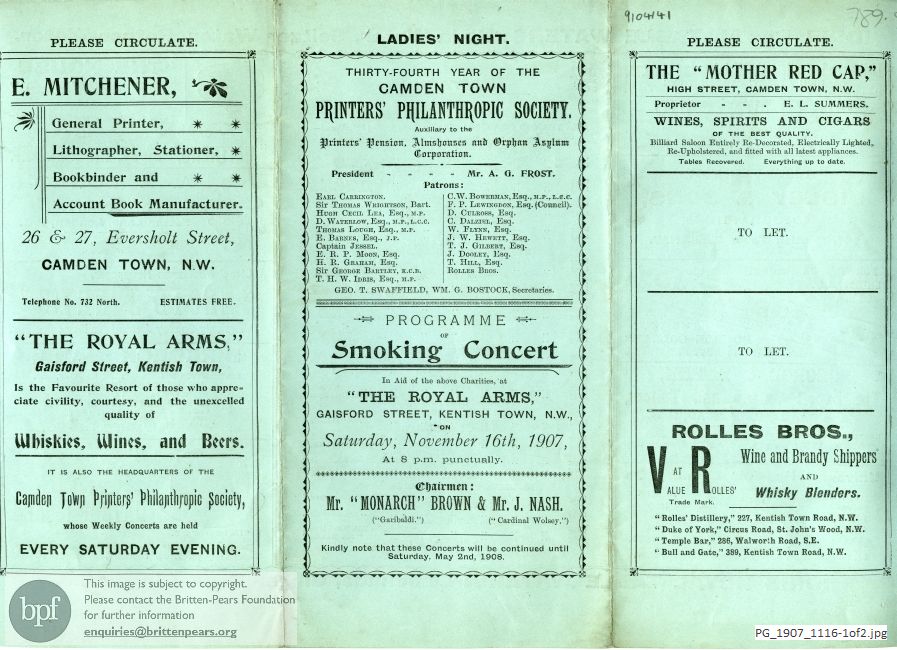 9104141
789.
PLEASE CIRCULATE.
E. MITCHENER,
General Printer, * *
Lithographer, Stationer, *
Bookbinder and * *
Account Book Manufacturer.
26 & 27, Eversholt Street,
CAMDEN TOWN, N.W.
Telephone No. 732 North. ESTIMATES FREE.
"THE ROYAL ARMS,"
Gaisford Street, Kentish Town,
Is the Favourite Resort of those who appre-
ciate civility, courtesy, and the unexcelled
quality of
Whiskies, Wines, and Beers.
IT IS ALSO THE HEADQUARTERS OF THE
Camden Town Printers' Philanthropic Society,
whose Weekly Concerts are held
EVERY SATURDAY EVENING.
LADIES' NIGHT.
THIRTY-FOURTH YEAR OF THE
CAMDEN TOWN
PRINTERS' PHILANTHROPIC SOCIETY.
Auxiliary to the
Printers' Pension, Almshouses and Orphan Asylum
Corporation.
President - - - - Mr. A. G. FROST.
Patrons:
EARL CARRINGTON.
SIR THOMAS WRIGHTSON, Bart.
HUGH CECIL LEA, ESQ., M.P.
D. WATERLOW, ESQ., M.P., L.C.C.
THOMAS LOUGH, ESQ., M.P.
E. BARNES, ESQ., J.P.
CAPTAIN JESSEL.
E. R. P. MOON, ESQ.
H. R. GRAHAM, ESQ.
SIR GEORGE BARTLEY, K.C.B.
T. H. W. IDRIS, ESQ., M.P.
C. W. BOWERMAN, ESQ., M.P., L.C.C.
F. P. LEWINGDON, ESQ. (Council).
D. CULROSS, ESQ.
C. DALZIEL, ESQ.
W. FLYNN, ESQ.
J. W. HEWETT, ESQ.
T. J. GILBERT, ESQ.
J. DOOLEY, ESQ.
T. HILL, ESQ.
ROLLES BROS.
GEO. T. SWAFFIELD, WM. G. BOSTOCK, Secretaries.
PROGRAMME
OF
Smoking Concert
In Aid of the above Charities, at
"THE ROYAL ARMS,"
GAISFORD STREET, KENTISH TOWN, N.W.,
ON
Saturday, November 16th, 1907,
At 8 p.m. punctually.
Chairmen:
Mr. "MONARCH" BROWN & Mr. J. NASH.
("Garibaldi.") ("Cardinal Wolsey.")
Kindly note that these Concerts will be continued until
Saturday, May 2nd, 1908.
PLEASE CIRCULATE.
THE "MOTHER RED CAP,"
HIGH STREET, CAMDEN TOWN, N.W.
Proprietor - - . E. L. SUMMERS.
WINES, SPIRITS AND CIGARS
OF THE BEST QUALITY.
Billiard Saloon Entirely Re-Decorated, Electrically Lighted,
Re-Upholstered, and fitted with all latest appliances.
Tables Recovered. Everything up to date.
TO LET.
TO LET.
ROLLES BROS.,
VALUE AT ROLLES'
Trade Mark.
Wine and Brandy Shippers
AND
Whisky Blenders.
"Rolles' Distillery," 227, Kentish Town Road, N.W.
"Duke of York," Circus Road, St. John's Wood, N.W.
"Temple Bar," 286, Walworth Road, S.E.
"Bull and Gate," 389, Kentish Town Road, N.W.
bpf
This image is subject to copyright.
Please contact the Britten-Pears Foundation
for further information
enquiries@brittenpears.org
PG_1907_1116-1of2.jpg